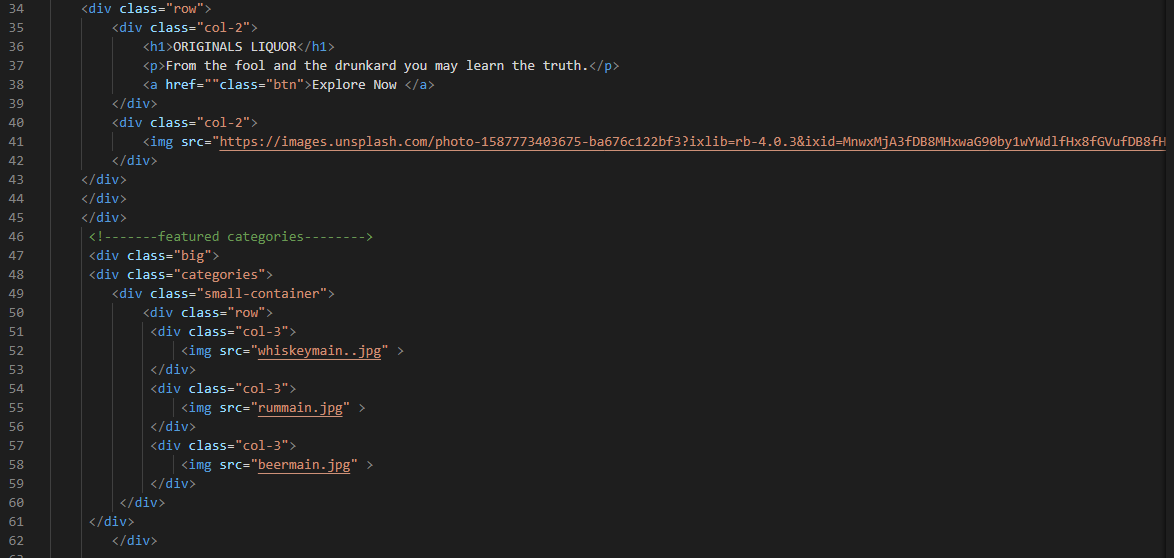 34 <div class="row">
35 <div class="col-2">
36 <h1>ORIGINALS LIQUOR</h1>
37 <p>From the fool and the drunkard you may learn the truth.</p>
38 <a href=""class="btn">Explore Now </a>
39 </div>
40 <div class="col-2">
41 <img src="https://images.unsplash.com/photo-1587773403675-ba676c122bf3?ixlib=rb-4.0.3&ixid=MnwxMjA3fDB8MHxwaG90by1wYWdlfHx8fGVufDB8fH
42 </div>
43 </div>
44 </div>
45 </div>
46 <!-------featured categories-------->
47 <div class="big">
48 <div class="categories">
49 <div class="small-container">
50 <div class="row">
51 <div class="col-3">
52 <img src="whiskeymain..jpg" >
53 </div>
54 <div class="col-3">
55 <img src="rummain.jpg" >
56 </div>
57 <div class="col-3">
58 <img src="beermain.jpg" >
59 </div>
60 </div>
61 </div>
62 </div>